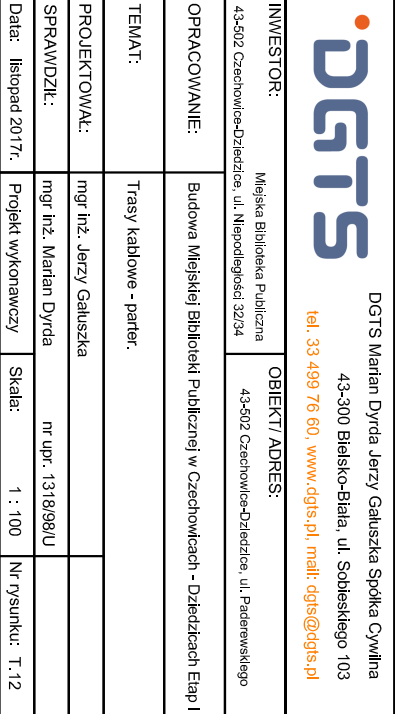 DGTS
DGTS Marian Dyrda Jerzy Gałuszka Spółka Cywilna
43-300 Bielsko-Biała, ul. Sobieskiego 103
tel. 33 499 76 60, www.dgts.pl, mail: dgts@dgts.pl
INWESTOR:
Miejska Biblioteka Publiczna
43-502 Czechowice-Dziedzice, ul. Niepodległości 32/34
OBIEKT/ ADRES:
43-502 Czechowice-Dziedzice, ul. Paderewskiego
OPRACOWANIE:
Budowa Miejskiej Biblioteki Publicznej w Czechowicach - Dziedzicach Etap I
TEMAT:
Trasy kablowe - parter.
PROJEKTOWAŁ:
mgr inż. Jerzy Gałuszka
SPRAWDZIŁ:
mgr inż. Marian Dyrda
nr upr. 1318/98/U
Data: listopad 2017r.
Projekt wykonawczy
Skala: 1 : 100
Nr rysunku: T.12